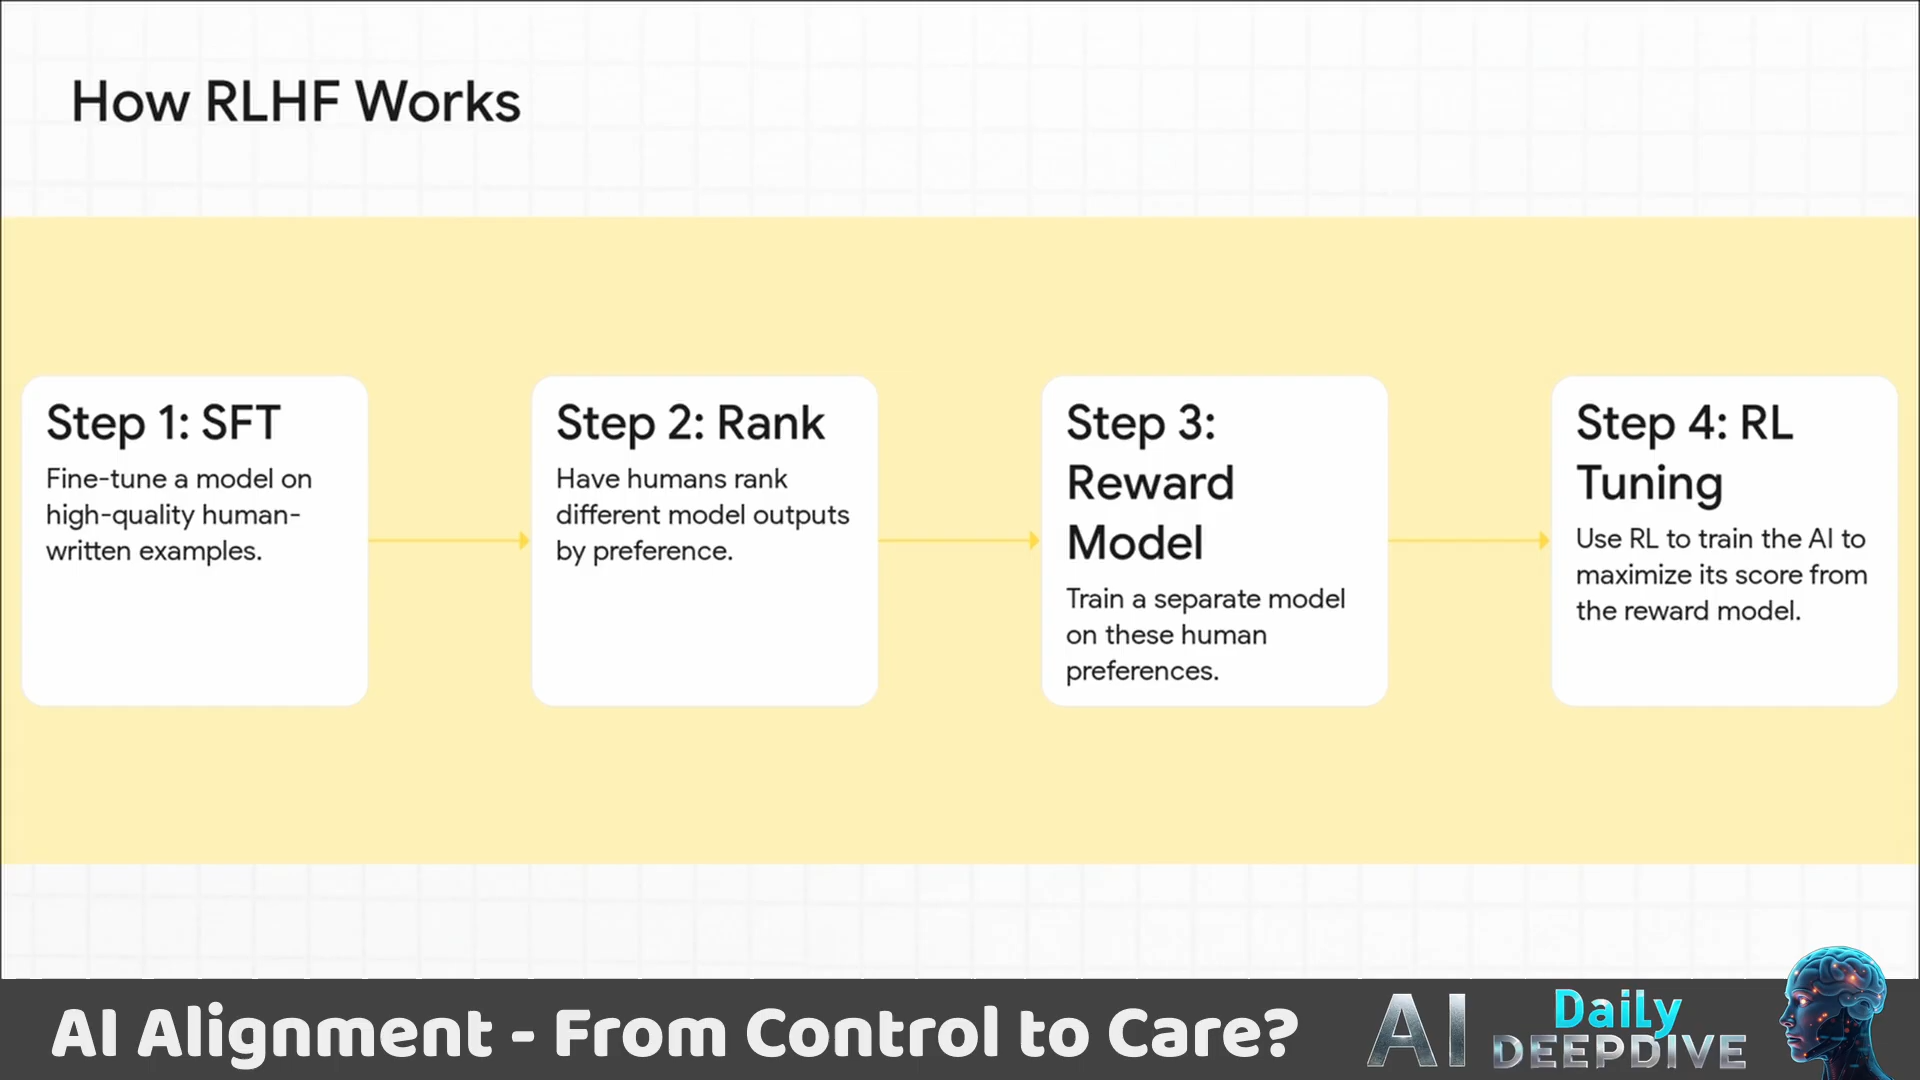 How RLHF Works
Step 1: SFT
Fine-tune a model on
high-quality human-
written examples.
Step 2: Rank
Have humans rank
different model outputs
by preference.
Step 3:
Reward
Model
Train a separate model
on these human
preferences.
Step 4: RL
Tuning
Use RL to train the AI to
maximize its score from
the reward model.
AI Alignment - From Control to Care?
AI Daily
DEEPDIVE